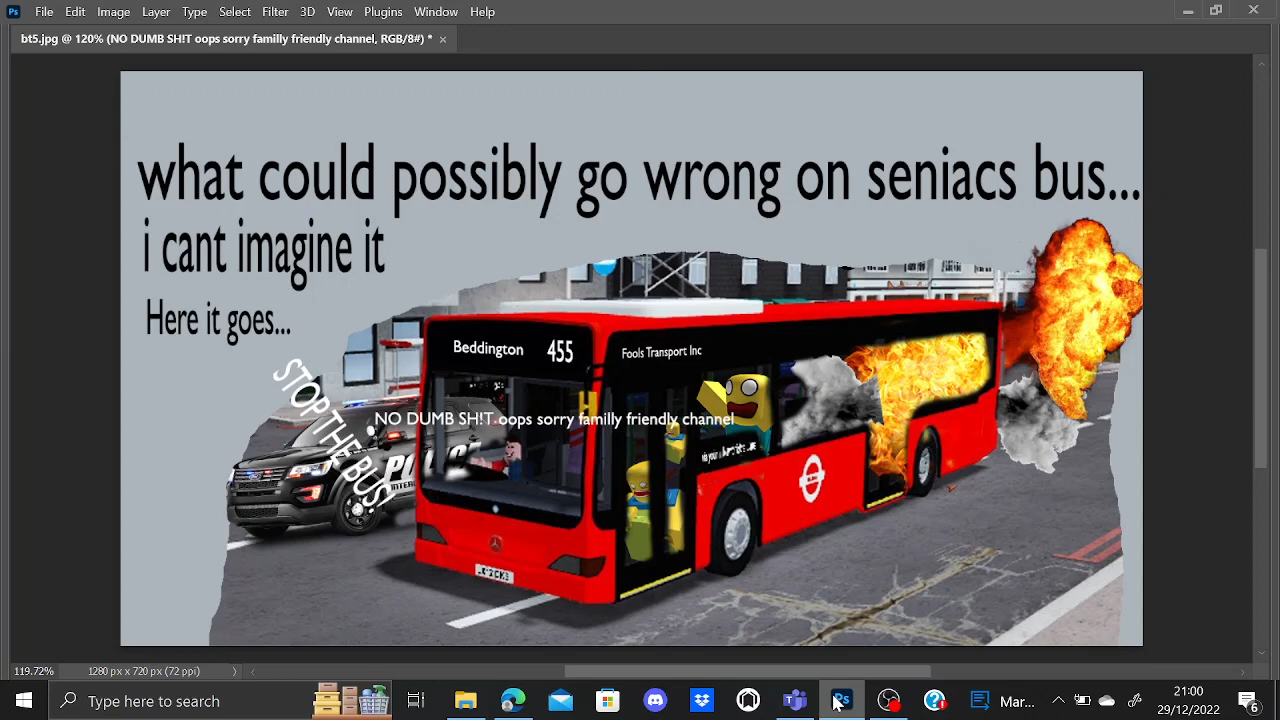 Ps File Edit Image Layer Type Select Filter 3D View Plugins Window Help
bt5.jpg @ 120% (NO DUMB SH!T oops sorry familly friendly channel, RGB/8#) *
what could possibly go wrong on seniacs bus...
i cant imagine it
Here it goes...
STOP THE BUS!
Beddington 455
Fools Transport Inc
NO DUMB SH!T oops sorry familly friendly channel
POLICE
119.72% 1280 px x 720 px (72 ppi)
Type here to search
Ps
Mar...
21:00
29/12/2022
6